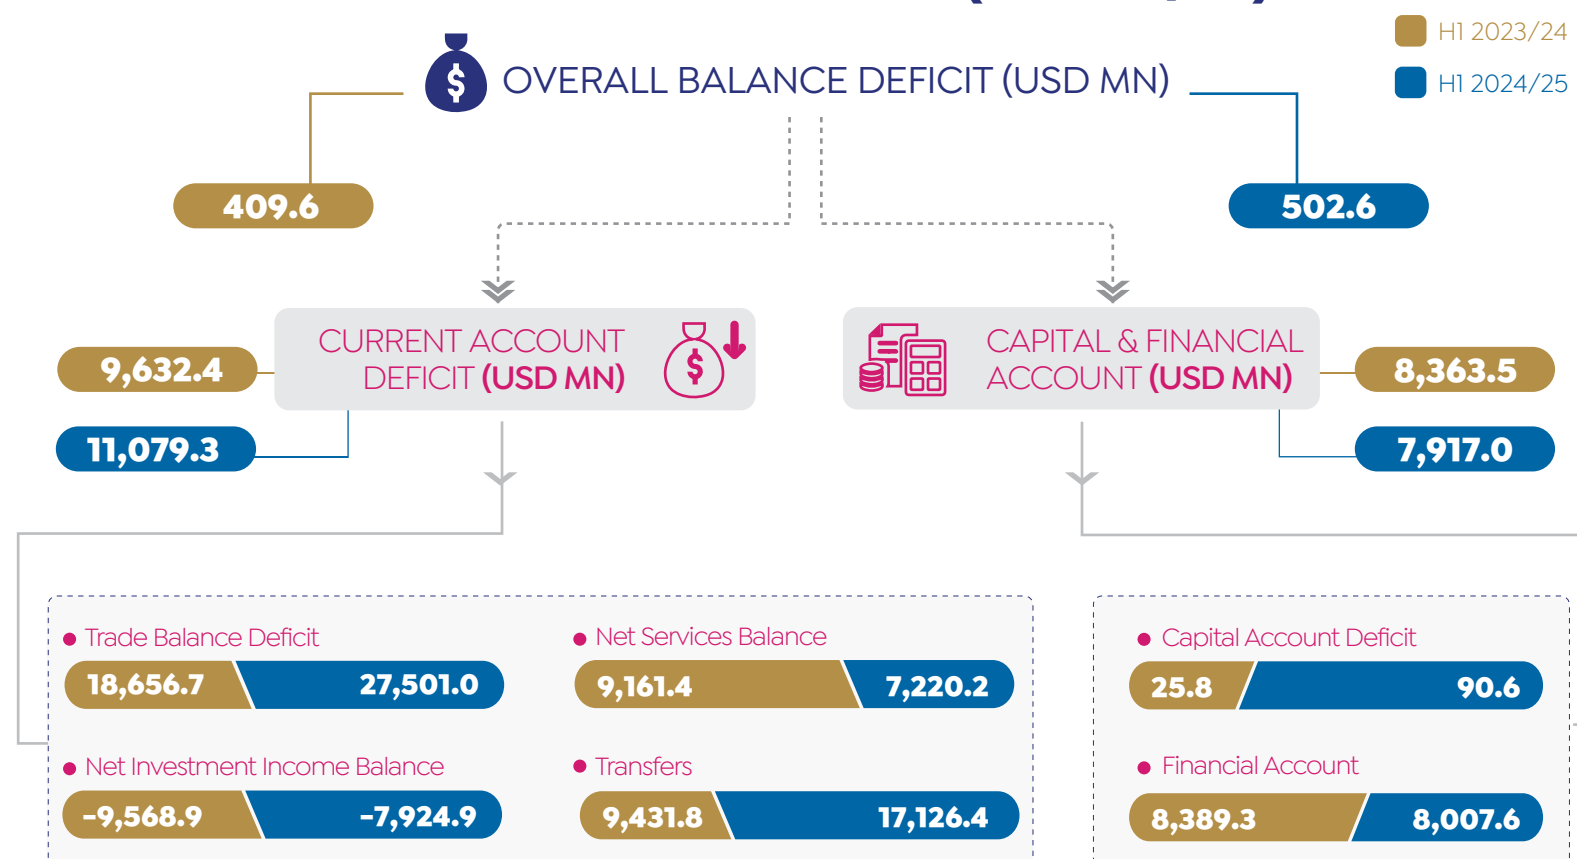 H1 2023/24
H1 2024/25
$ OVERALL BALANCE DEFICIT (USD MN)
409.6
502.6
CURRENT ACCOUNT
DEFICIT (USD MN)
$
9,632.4
11,079.3
CAPITAL & FINANCIAL
ACCOUNT (USD MN)
8,363.5
7,917.0
Trade Balance Deficit
18,656.7 27,501.0
Net Services Balance
9,161.4 7,220.2
Net Investment Income Balance
-9,568.9 -7,924.9
Transfers
9,431.8 17,126.4
Capital Account Deficit
25.8 90.6
Financial Account
8,389.3 8,007.6